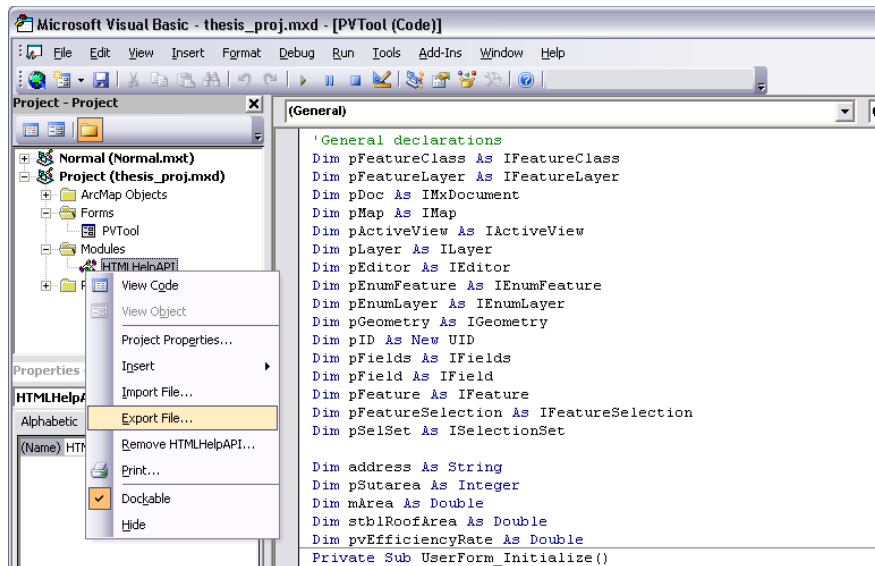 Microsoft Visual Basic - thesis_proj.mxd - [PVTool (Code)]
File Edit View Insert Format Debug Run Tools Add-Ins Window Help
Project - Project
(General)
Normal (Normal.mxt)
Project (thesis_proj.mxd)
ArcMap Objects
Forms
PVTool
Modules
HTMLHelpAPI
View Code
View Object
Project Properties...
Insert
Import File...
Export File...
Remove HTMLHelpAPI...
Print...
Dockable
Hide
Properties
HTMLHelpA
Alphabetic
(Name) HTM
'General declarations
Dim pFeatureClass As IFeatureClass
Dim pFeatureLayer As IFeatureLayer
Dim pDoc As IMxDocument
Dim pMap As IMap
Dim pActiveView As IActiveView
Dim pLayer As ILayer
Dim pEditor As IEditor
Dim pEnumFeature As IEnumFeature
Dim pEnumLayer As IEnumLayer
Dim pGeometry As IGeometry
Dim pID As New UID
Dim pFields As IFields
Dim pField As IField
Dim pFeature As IFeature
Dim pFeatureSelection As IFeatureSelection
Dim pSelSet As ISelectionSet
Dim address As String
Dim pSutarea As Integer
Dim mArea As Double
Dim stblRoofArea As Double
Dim pvEfficiencyRate As Double
Private Sub UserForm_Initialize()